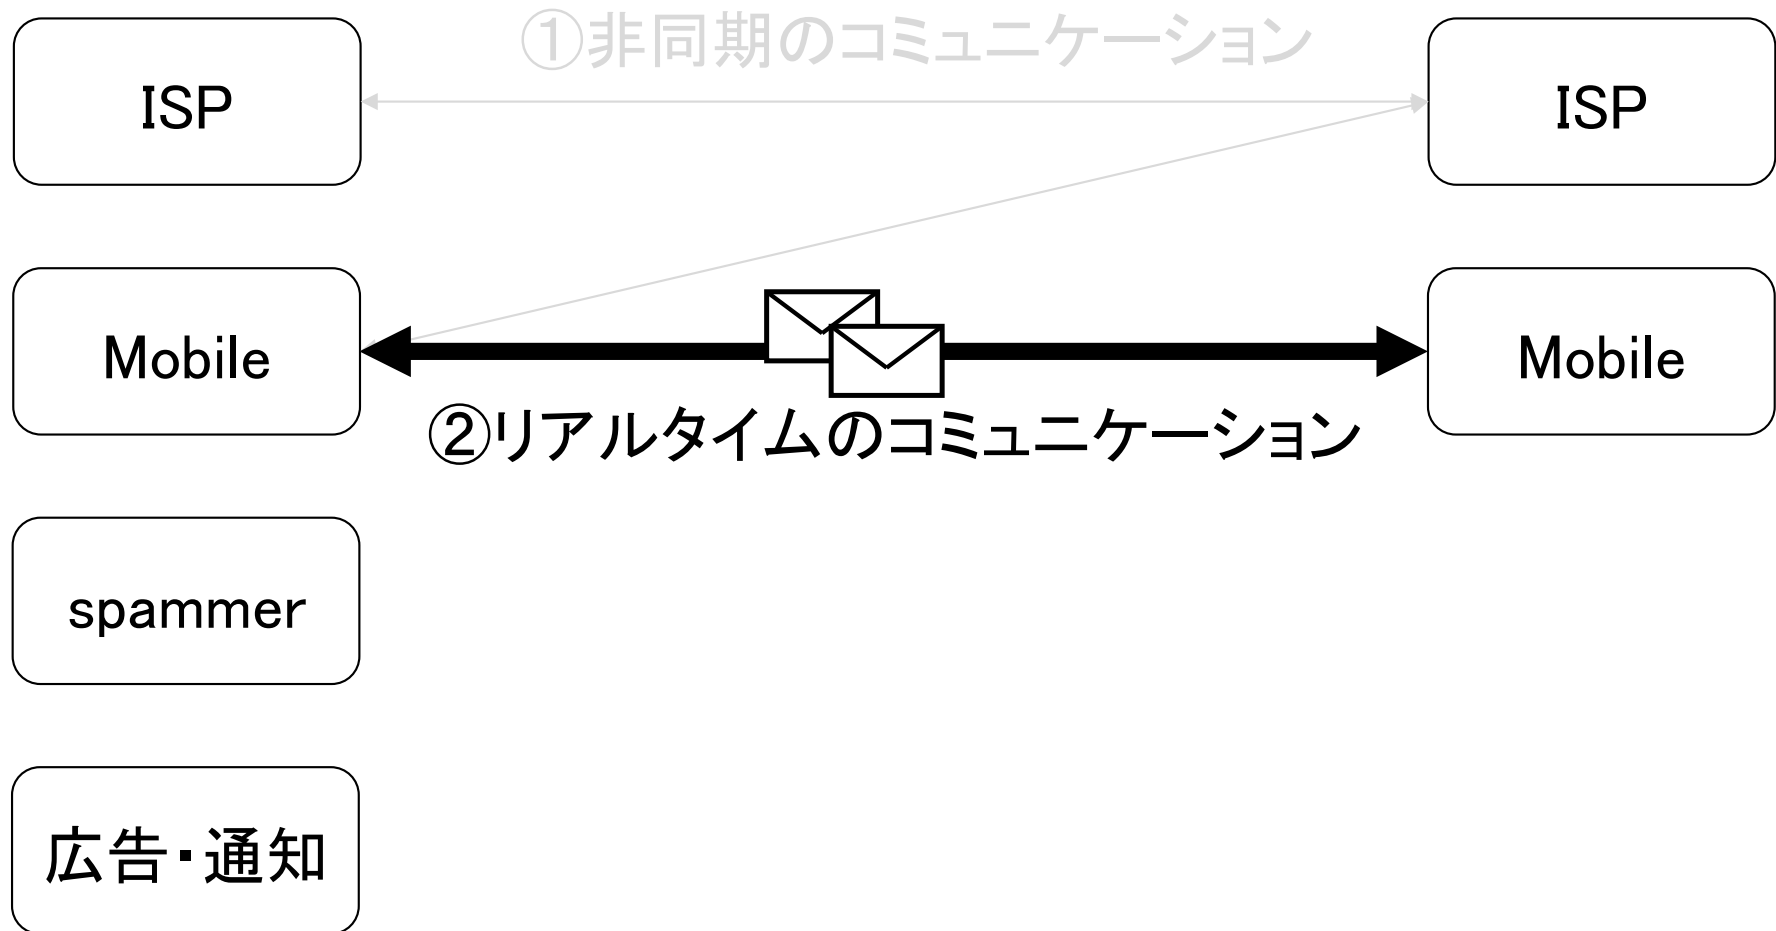 ①非同期のコミュニケーション
ISP
ISP
Mobile
Mobile
②リアルタイムのコミュニケーション
spammer
広告・通知